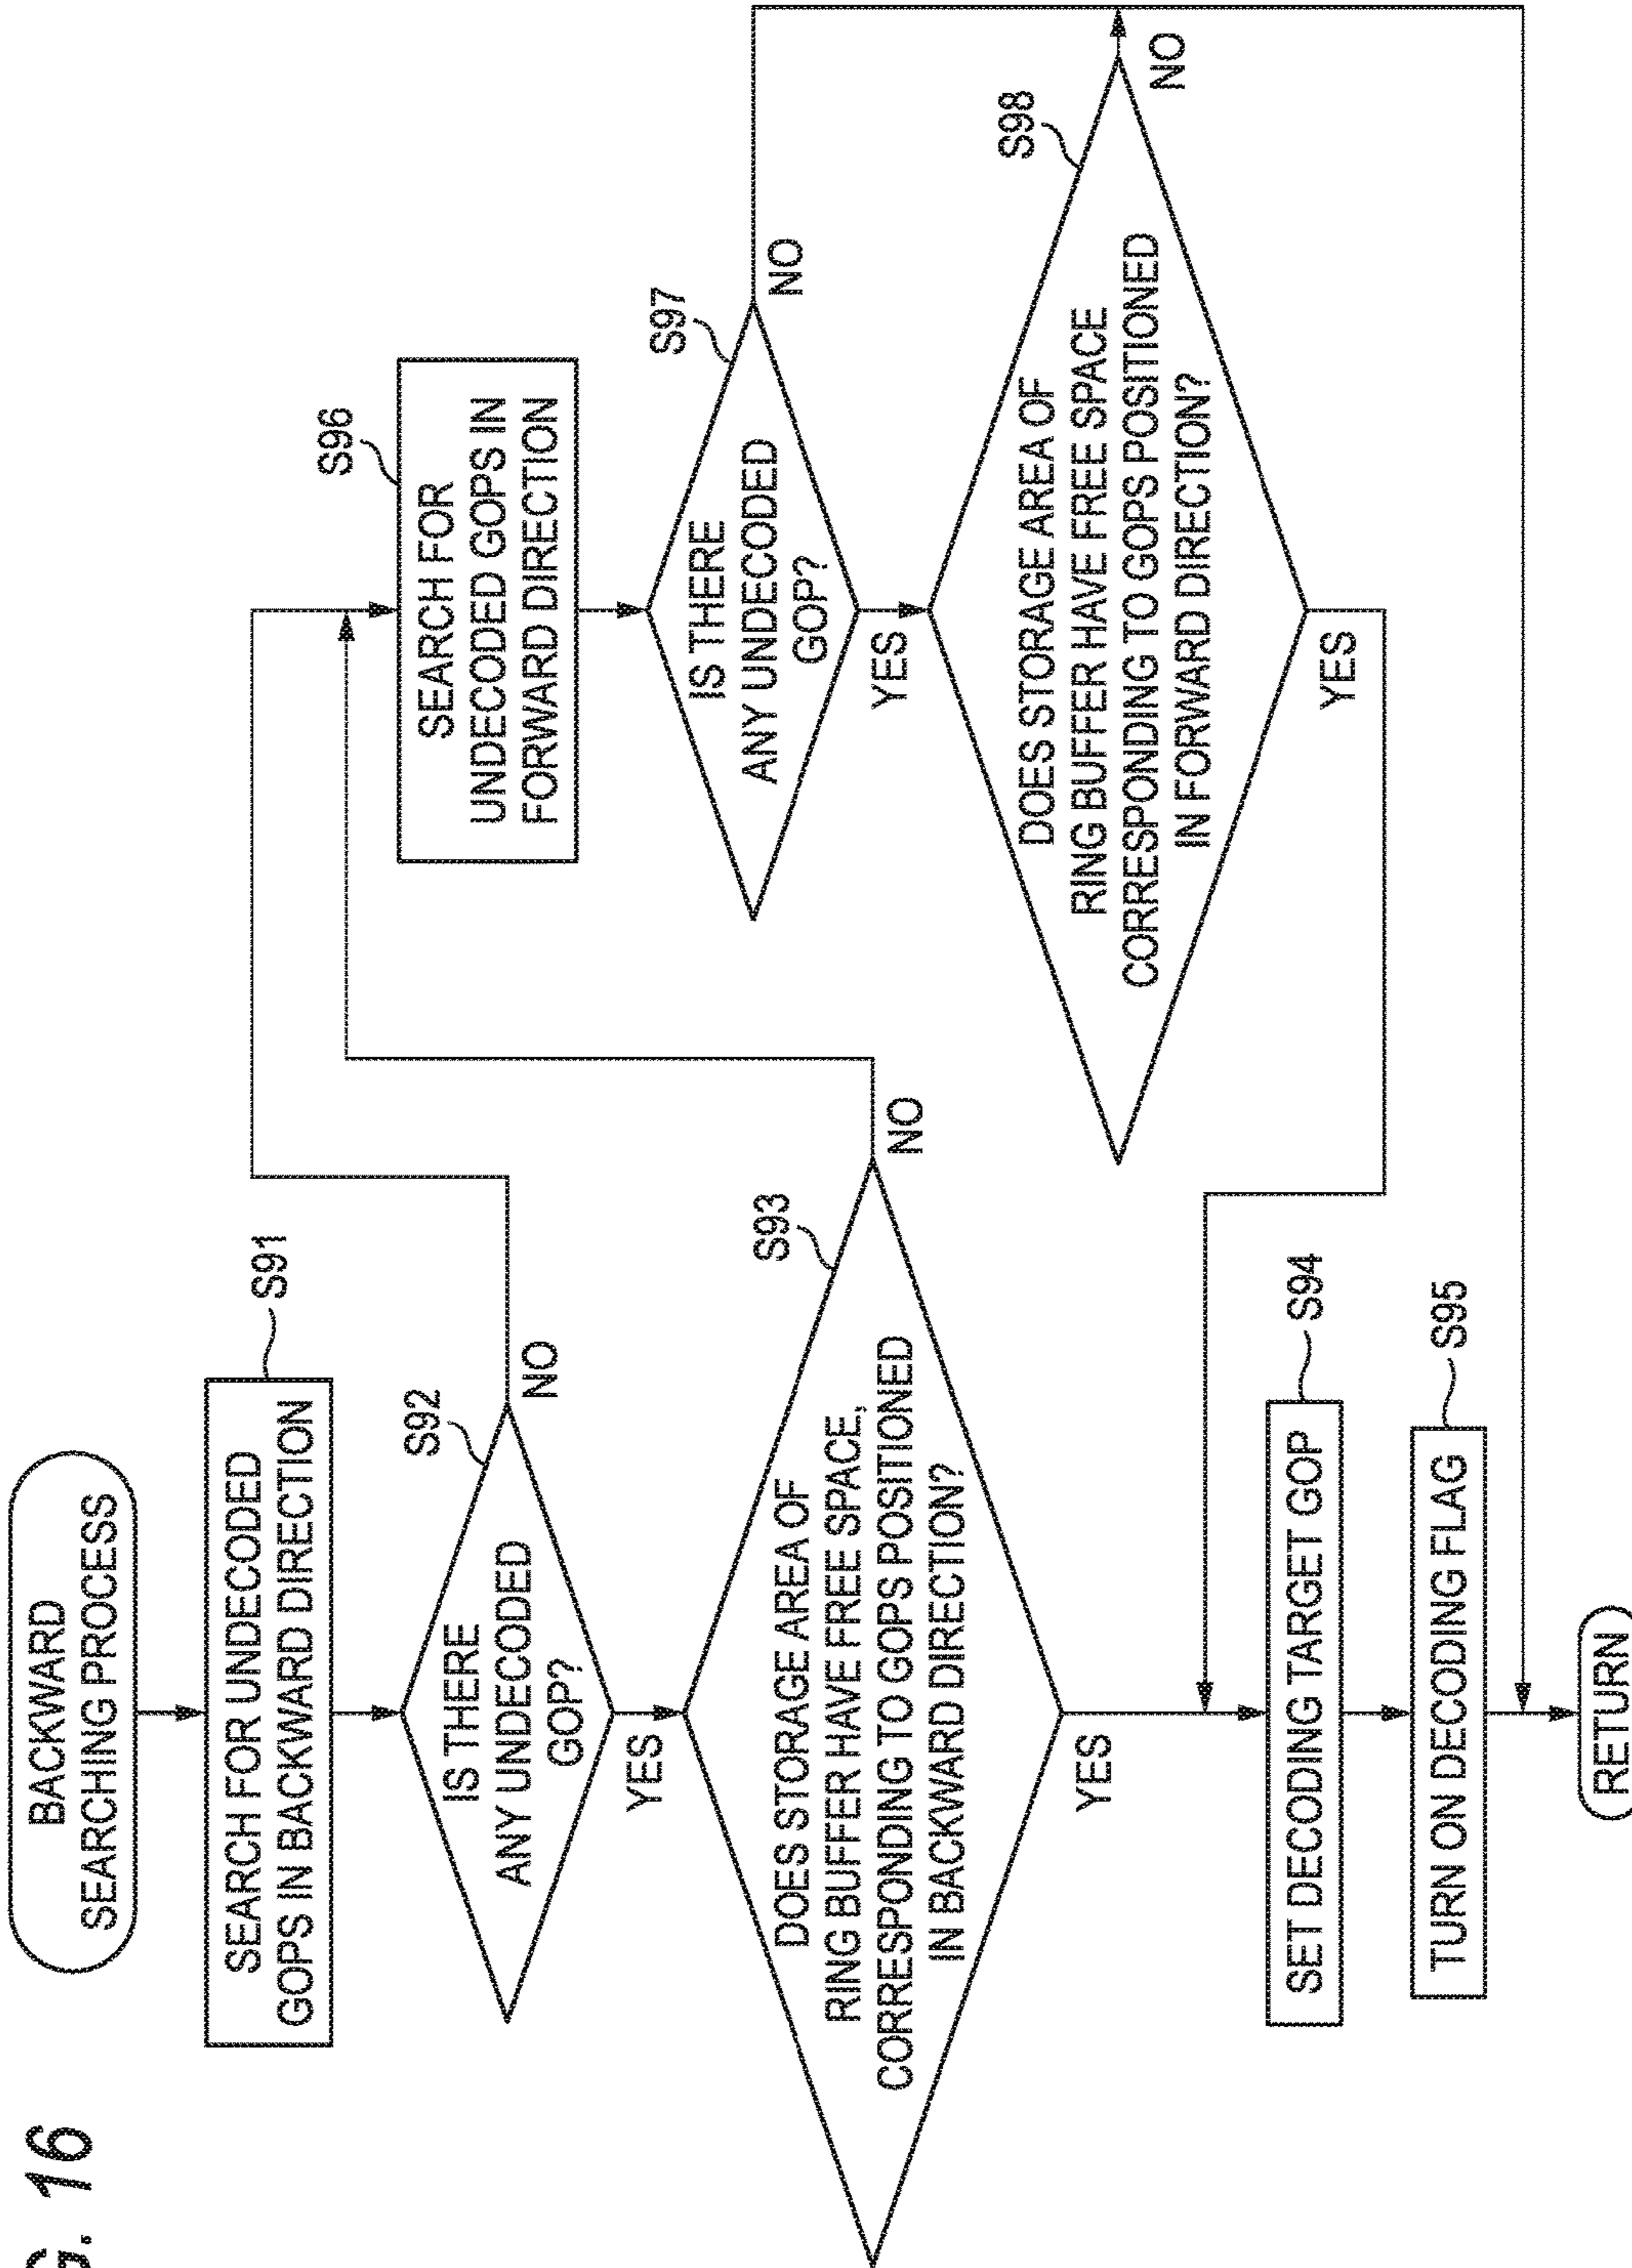 G. 16
BACKWARD
SEARCHING PROCESS
SEARCH FOR UNDECODED
GOPS IN BACKWARD DIRECTION
S91
IS THERE
ANY UNDECODED
GOP?
S92
NO
YES
DOES STORAGE AREA OF
RING BUFFER HAVE FREE SPACE,
CORRESPONDING TO GOPS POSITIONED
IN BACKWARD DIRECTION?
S93
NO
YES
SET DECODING TARGET GOP
S94
TURN ON DECODING FLAG
S95
RETURN
SEARCH FOR
UNDECODED GOPS IN
FORWARD DIRECTION
S96
IS THERE
ANY UNDECODED
GOP?
S97
NO
YES
DOES STORAGE AREA OF
RING BUFFER HAVE FREE SPACE
CORRESPONDING TO GOPS POSITIONED
IN FORWARD DIRECTION?
S98
NO
YES